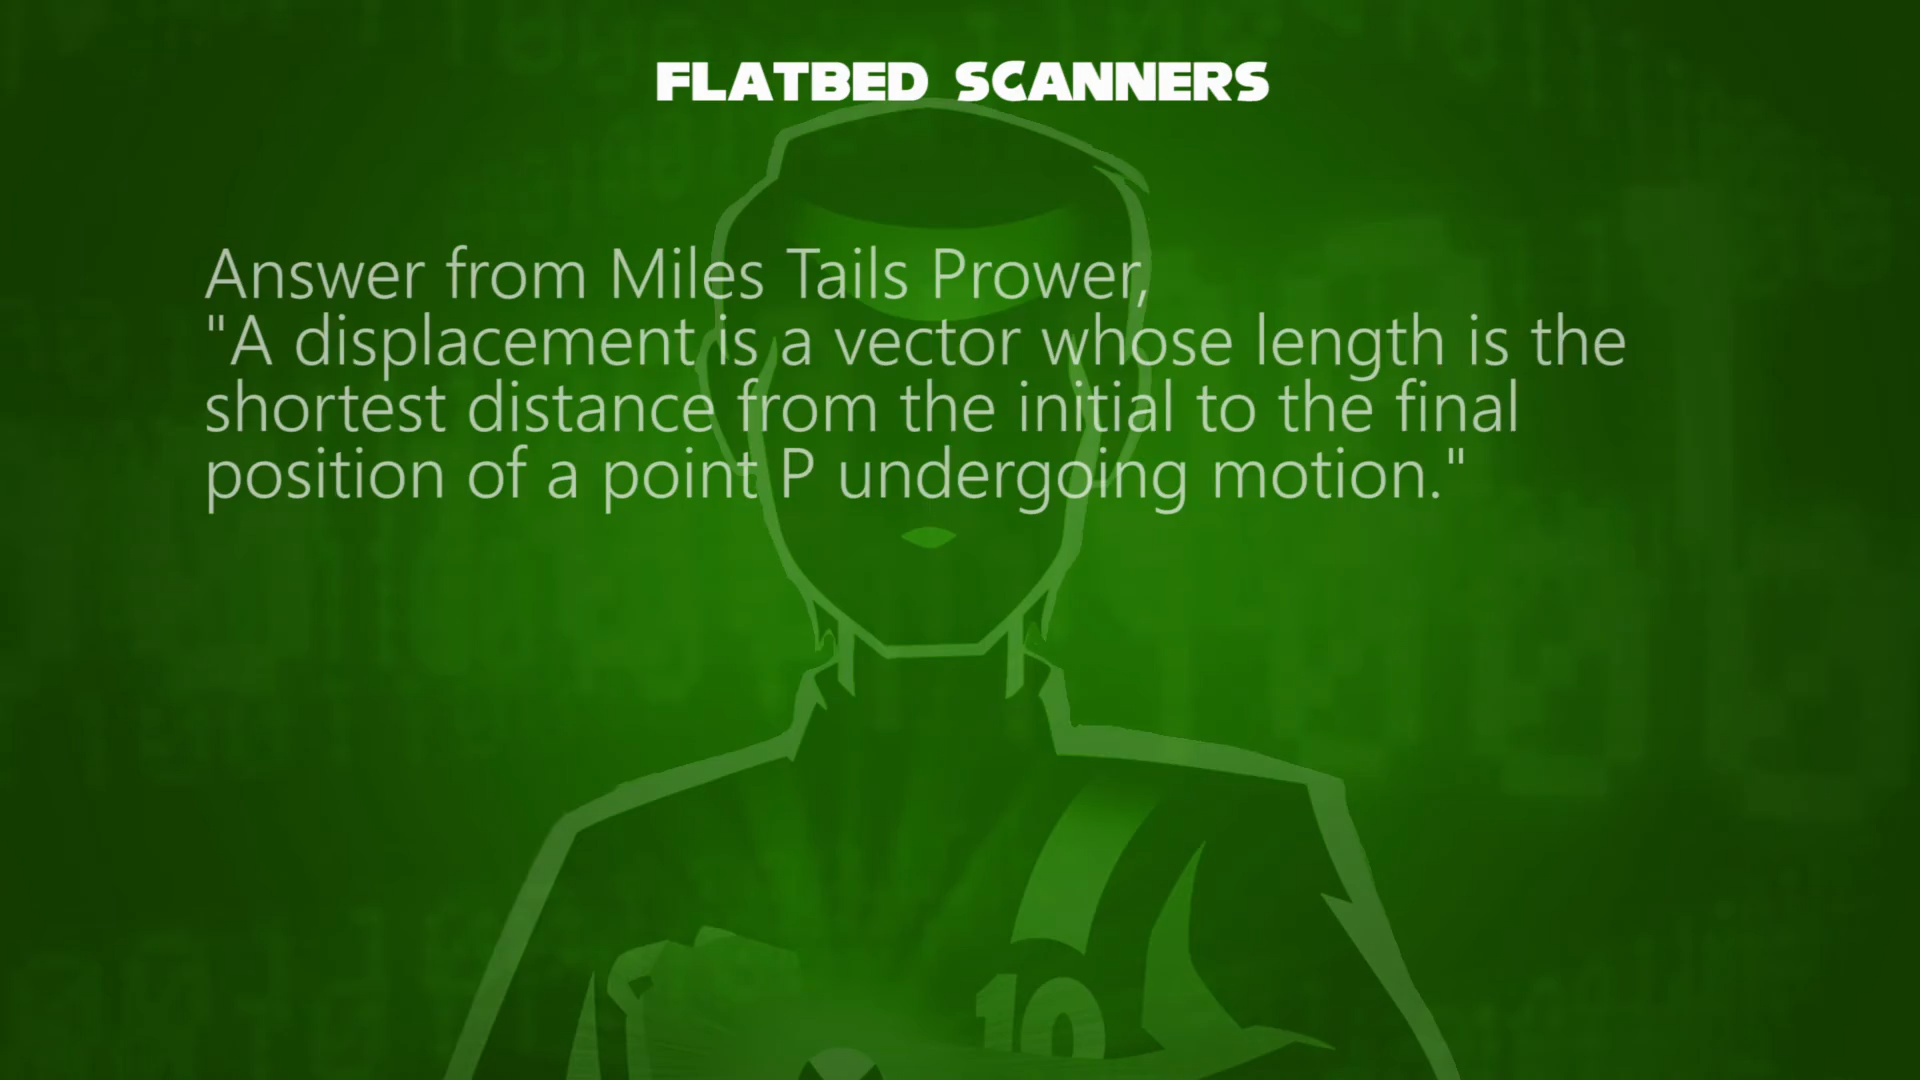 FLATBED SCANNERS
Answer from Miles Tails Prower,
"A displacement is a vector whose length is the
shortest distance from the initial to the final
position of a point P undergoing motion."
10